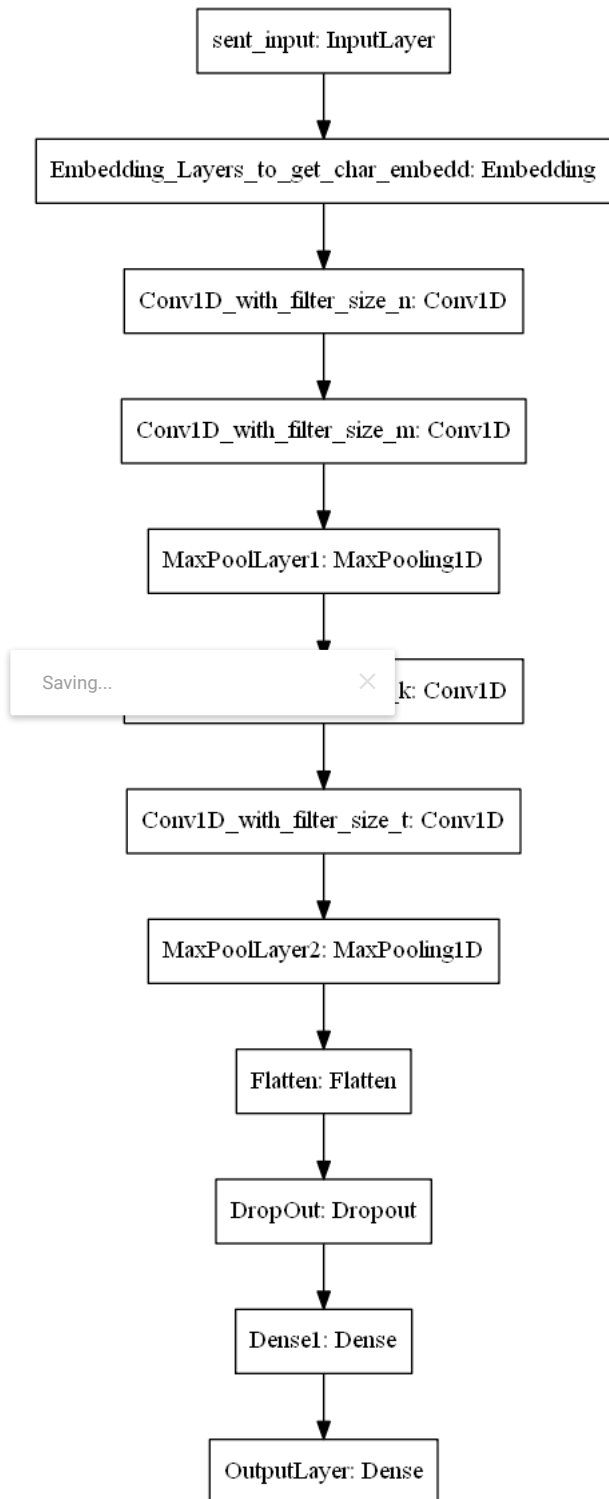 sent_input: InputLayer
Embedding_Layers_to_get_char_embedd: Embedding
Conv1D_with_filter_size_n: Conv1D
Conv1D_with_filter_size_m: Conv1D
MaxPoolLayer1: MaxPooling1D
Saving...
_k: Conv1D
Conv1D_with_filter_size_t: Conv1D
MaxPoolLayer2: MaxPooling1D
Flatten: Flatten
DropOut: Dropout
Dense1: Dense
OutputLayer: Dense